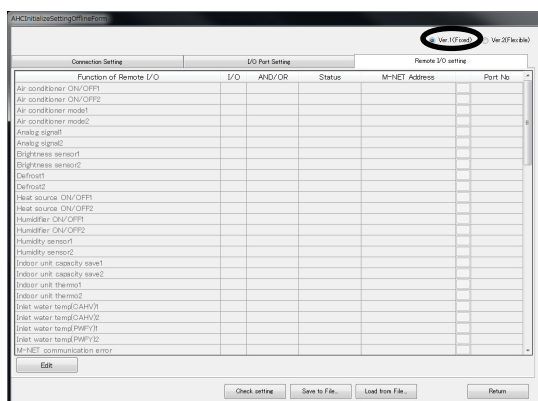 AHCInitializeSettingOfflineForm
Ver.1(Fixed) Ver.2(Flexible)
Connection Setting I/O Port Setting Remote I/O setting
Function of Remote I/O I/O AND/OR Status M-NET Address Port No
Air conditioner ON/OFF1
Air conditioner ON/OFF2
Air conditioner mode1
Air conditioner mode2
Analog signal1
Analog signal2
Brightness sensor1
Brightness sensor2
Defrost1
Defrost2
Heat source ON/OFF1
Heat source ON/OFF2
Humidifier ON/OFF1
Humidifier ON/OFF2
Humidity sensor1
Humidity sensor2
Indoor unit capacity save1
Indoor unit capacity save2
Indoor unit thermo1
Indoor unit thermo2
Inlet water temp(CAHV)1
Inlet water temp(CAHV)2
Inlet water temp(PWFY)1
Inlet water temp(PWFY)2
M-NET communication error
Edit
Check setting Save to File... Load from File... Return